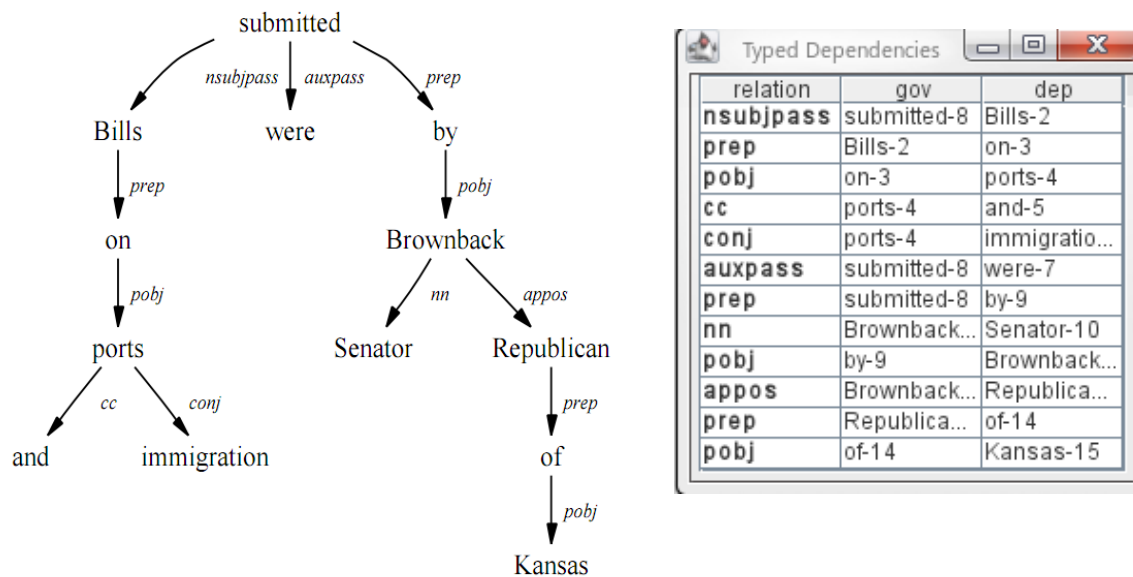 submitted
nsubjpass auxpass prep
Bills were by
prep pobj
on Brownback
pobj nn appos
ports Senator Republican
cc conj prep
and immigration of
pobj
Kansas
Typed Dependencies
relation gov dep
nsubjpass submitted-8 Bills-2
prep Bills-2 on-3
pobj on-3 ports-4
cc ports-4 and-5
conj ports-4 immigratio...
auxpass submitted-8 were-7
prep submitted-8 by-9
nn Brownback... Senator-10
pobj by-9 Brownback...
appos Brownback... Republica...
prep Republica... of-14
pobj of-14 Kansas-15